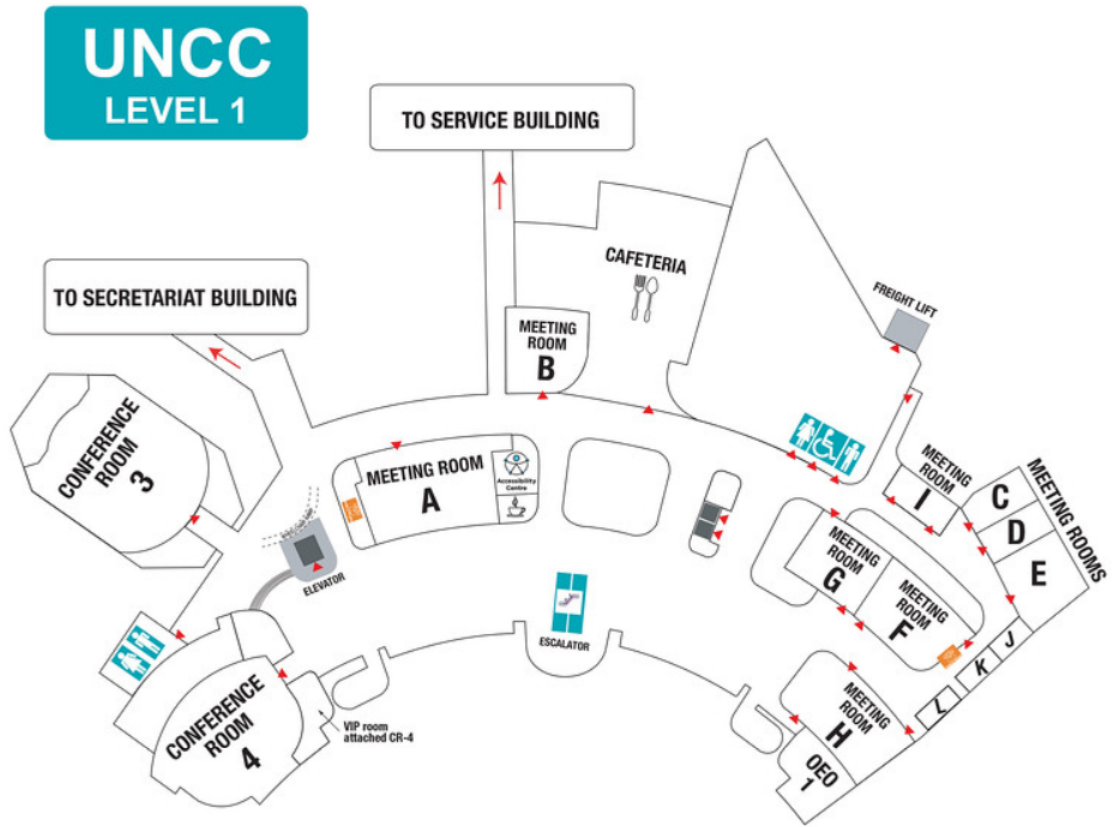 UNCC
LEVEL 1
TO SERVICE BUILDING
TO SECRETARIAT BUILDING
CAFETERIA
FREIGHT LIFT
MEETING
ROOM
B
CONFERENCE
ROOM
3
MEETING ROOM
A
Accessibility
Centre
ELEVATOR
ESCALATOR
MEETING
ROOM
I
MEETING ROOMS
C
D
E
MEETING
ROOM
G
MEETING
ROOM
F
J
K
L
MEETING
ROOM
H
OEO
1
CONFERENCE
ROOM
4
VIP room
attached CR-4